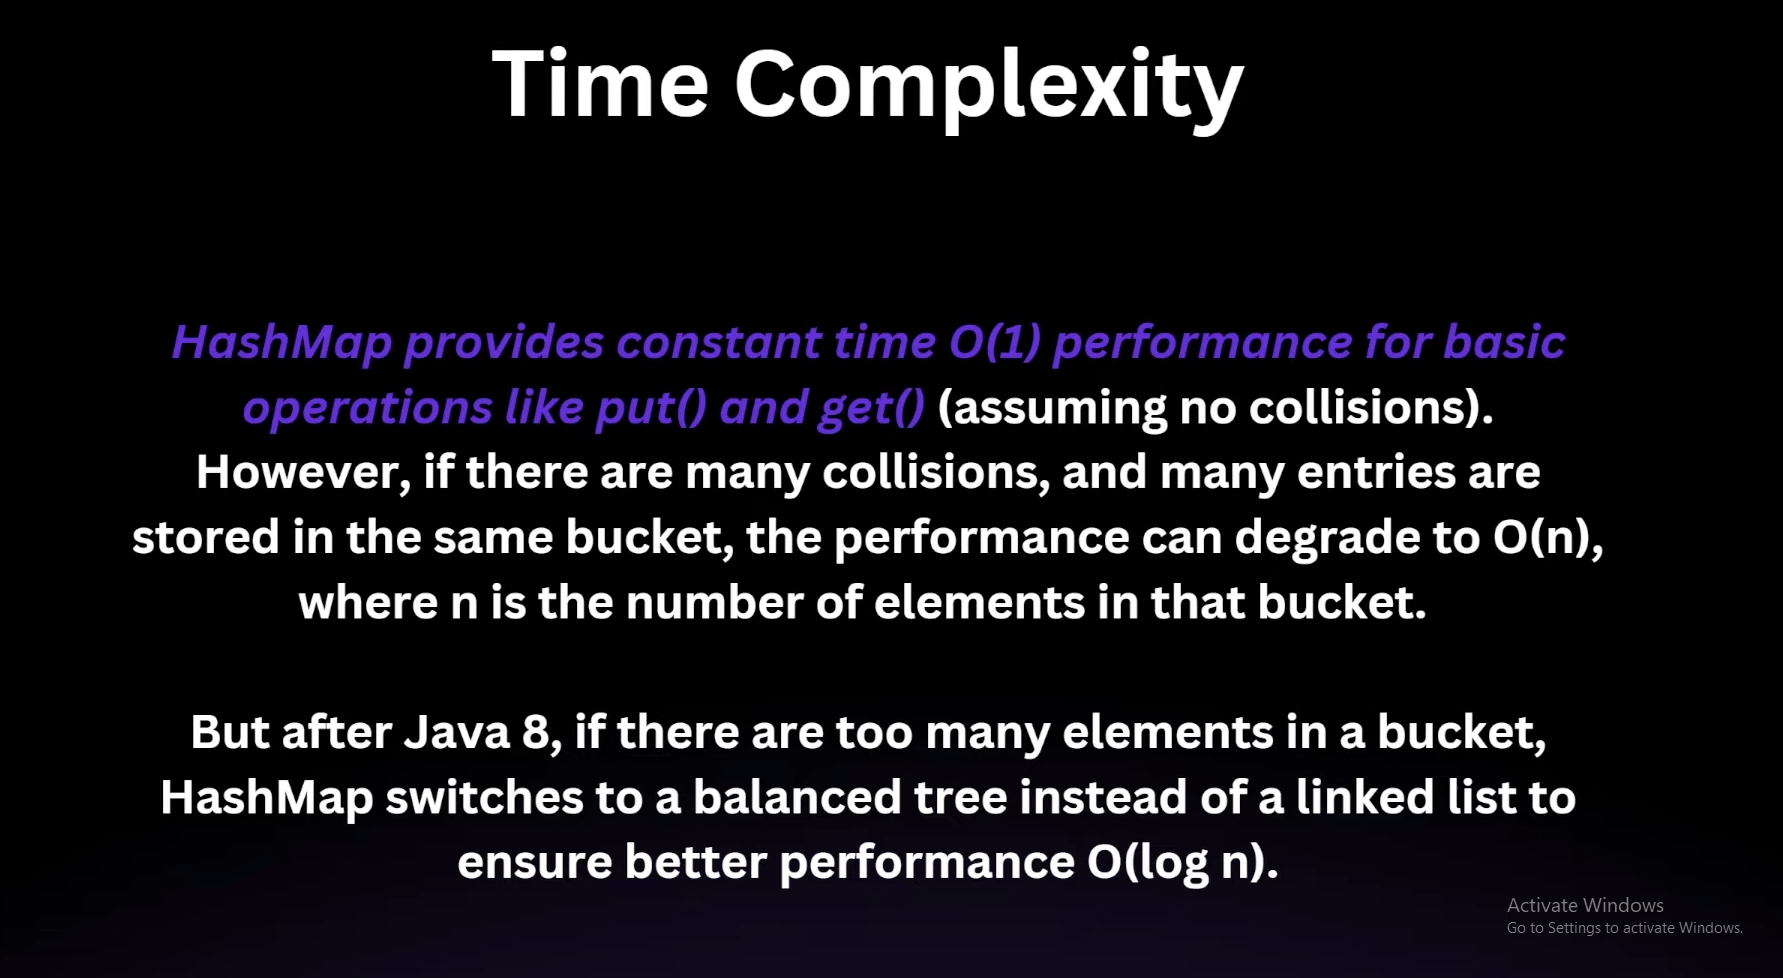 Time Complexity
HashMap provides constant time O(1) performance for basic
operations like put() and get() (assuming no collisions).
However, if there are many collisions, and many entries are
stored in the same bucket, the performance can degrade to O(n),
where n is the number of elements in that bucket.
But after Java 8, if there are too many elements in a bucket,
HashMap switches to a balanced tree instead of a linked list to
ensure better performance O(log n).
Activate Windows
Go to Settings to activate Windows.